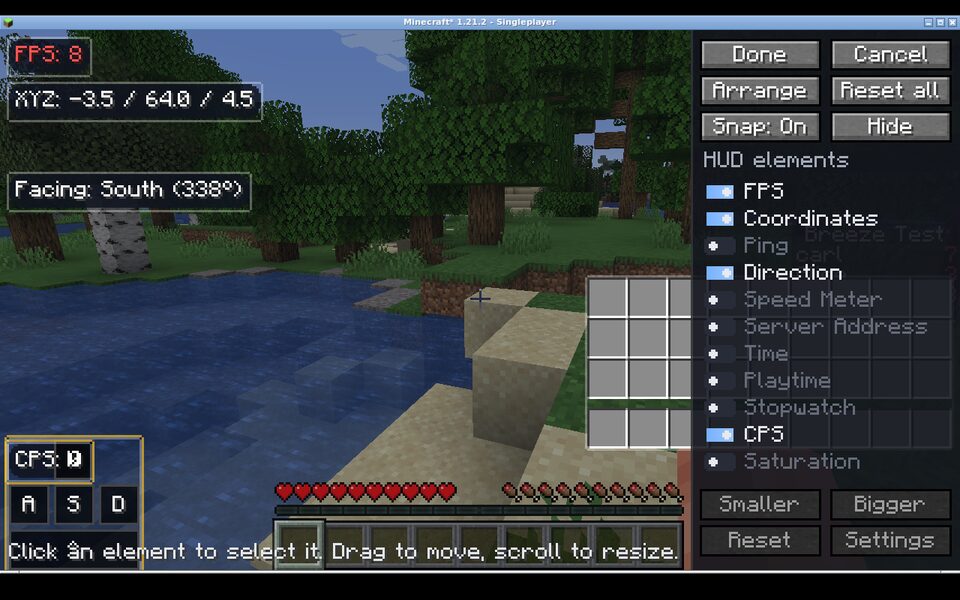 Minecraft* 1.21.2 - Singleplayer
FPS: 8
XYZ: -3.5 / 64.0 / 4.5
Facing: South (338°)
Done
Cancel
Arrange
Reset all
Snap: On
Hide
HUD elements
FPS
Coordinates
Breeze Test
Ping
Direction
Speed Meter
Server Address
Time
Playtime
Stopwatch
CPS
Saturation
Smaller
Bigger
Reset
Settings
CPS:
A S D
Click an element to select it. Drag to move, scroll to resize.